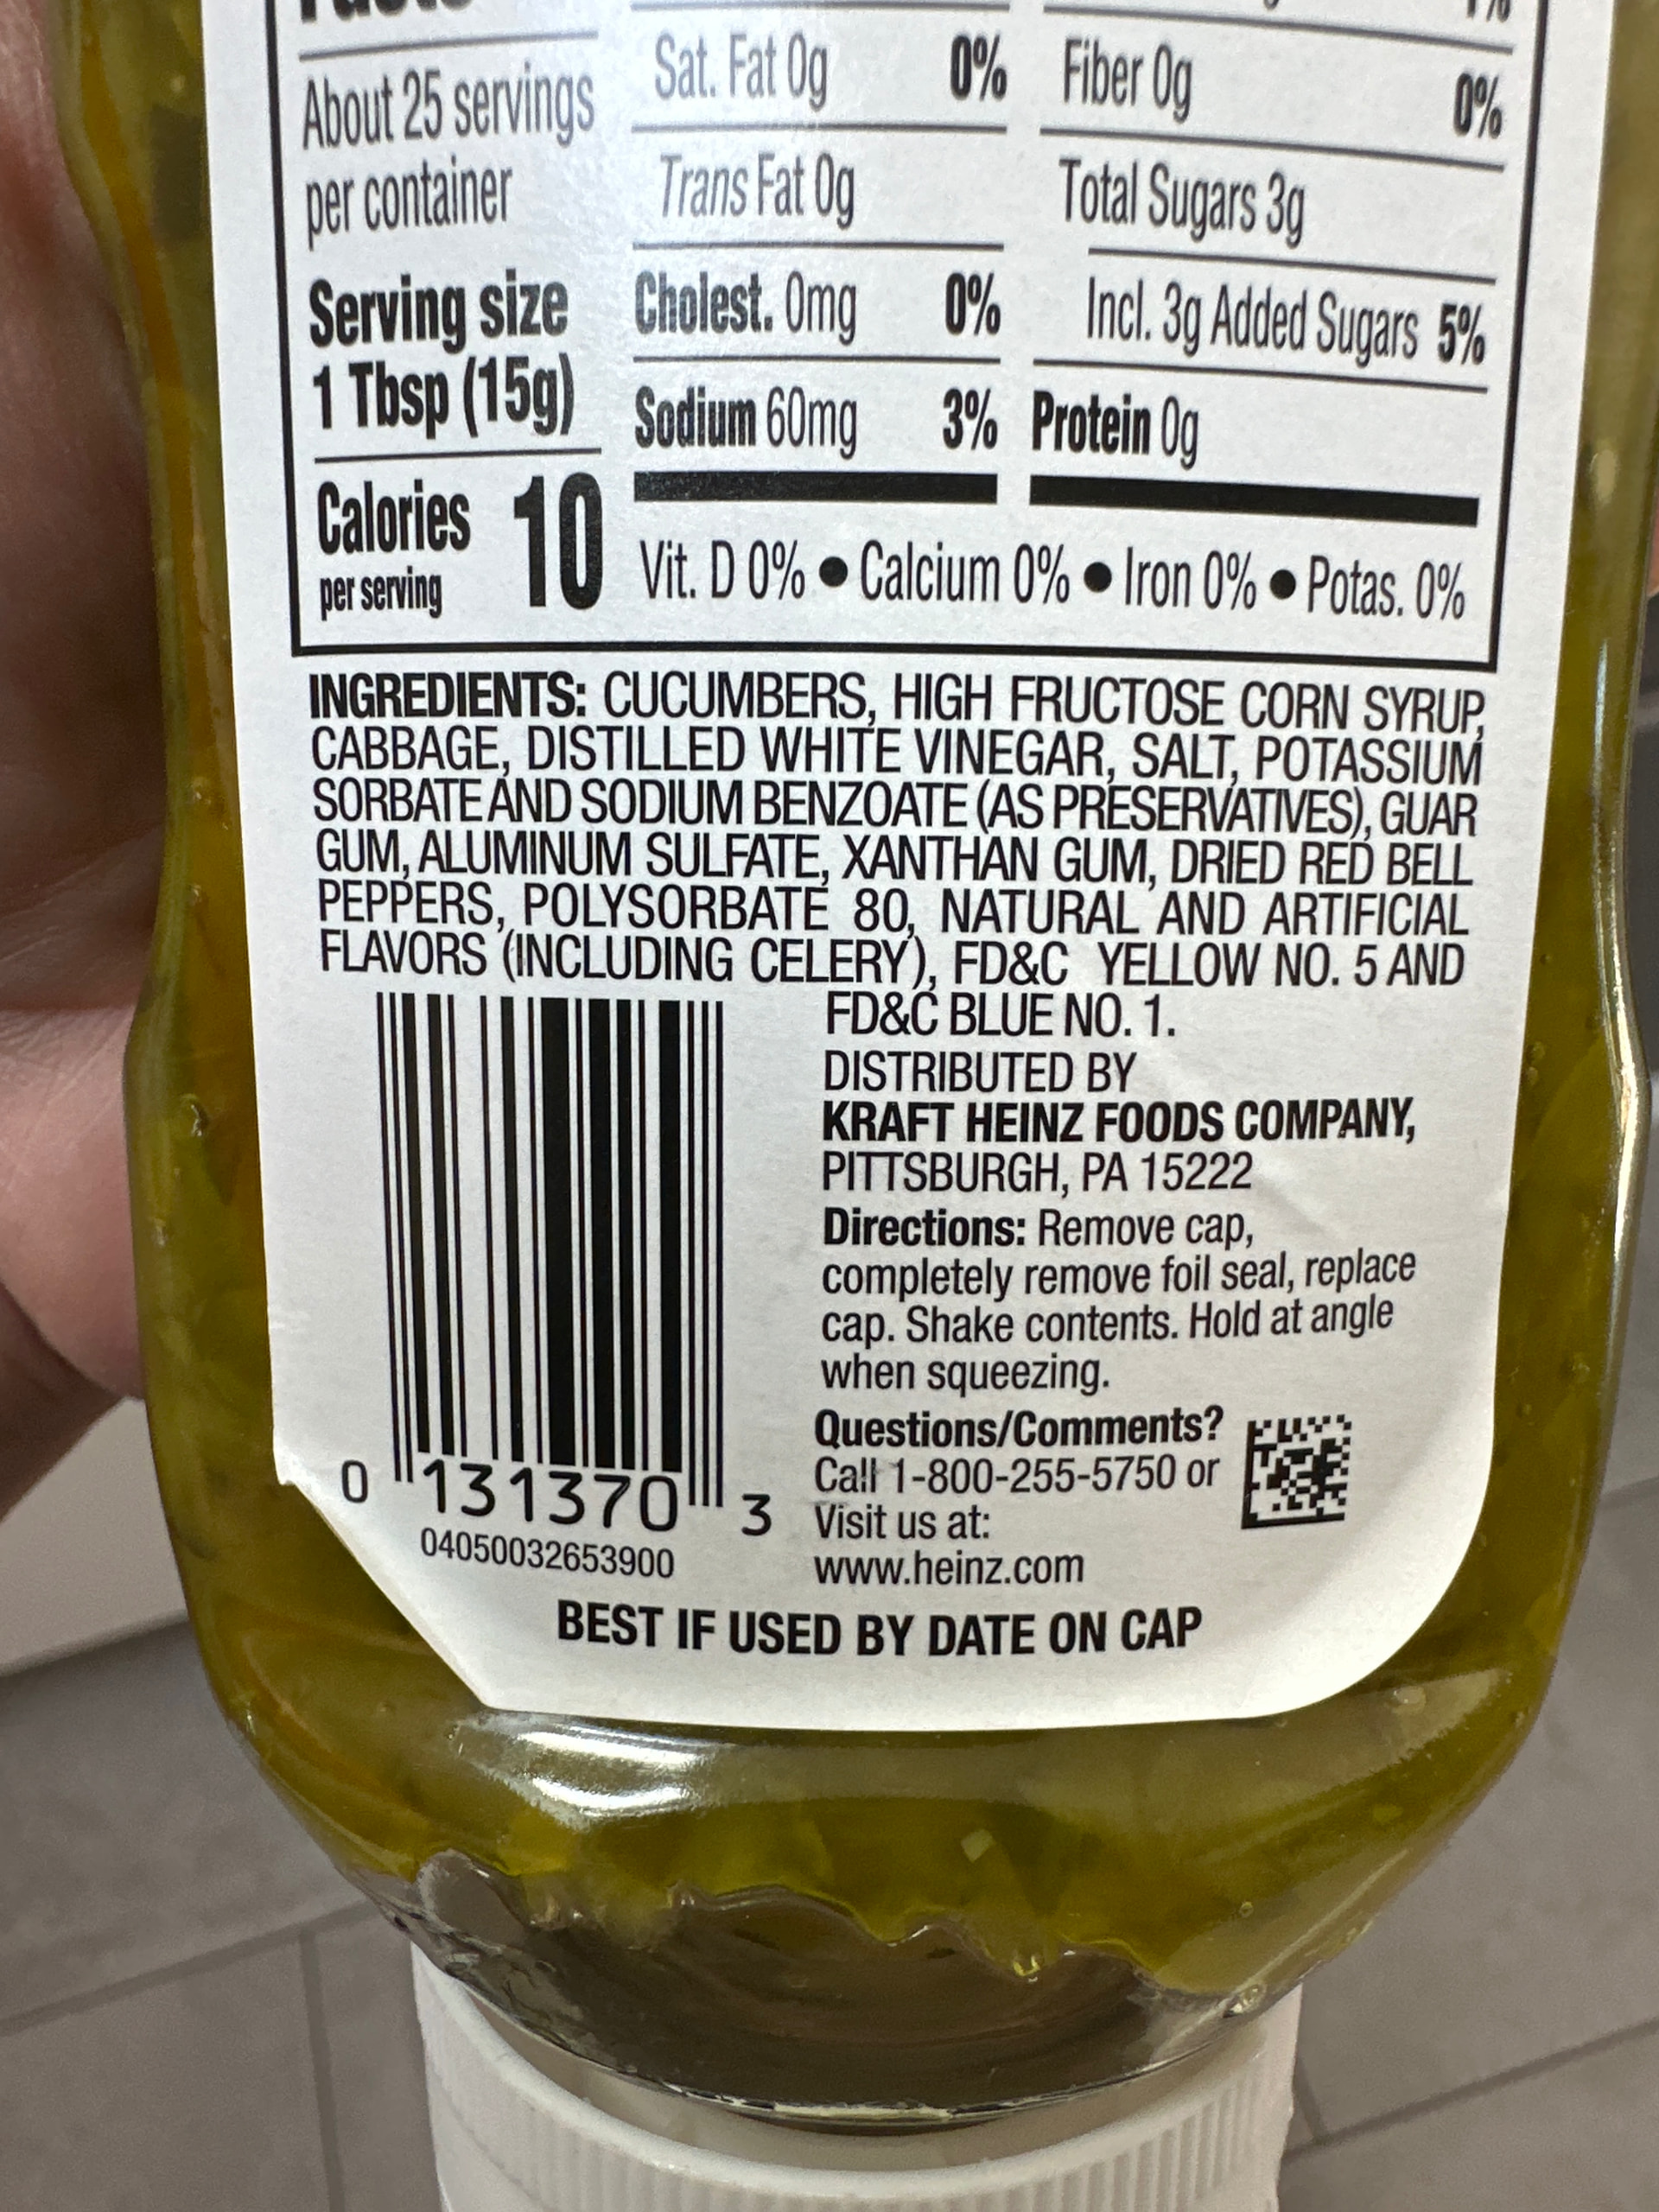 About 25 servings
per container
Serving size
1 Tbsp (15g)
Calories 10
per serving
Sat. Fat 0g 0%
Trans Fat 0g
Cholest. 0mg 0%
Sodium 60mg 3%
Fiber 0g 0%
Total Sugars 3g
Incl. 3g Added Sugars 5%
Protein 0g
Vit. D 0% ● Calcium 0% ● Iron 0% ● Potas. 0%
INGREDIENTS: CUCUMBERS, HIGH FRUCTOSE CORN SYRUP,
CABBAGE, DISTILLED WHITE VINEGAR, SALT, POTASSIUM
SORBATE AND SODIUM BENZOATE (AS PRESERVATIVES), GUAR
GUM, ALUMINUM SULFATE, XANTHAN GUM, DRIED RED BELL
PEPPERS, POLYSORBATE 80, NATURAL AND ARTIFICIAL
FLAVORS (INCLUDING CELERY), FD&C YELLOW NO. 5 AND
FD&C BLUE NO. 1.
DISTRIBUTED BY
KRAFT HEINZ FOODS COMPANY,
PITTSBURGH, PA 15222
Directions: Remove cap,
completely remove foil seal, replace
cap. Shake contents. Hold at angle
when squeezing.
Questions/Comments?
Call 1-800-255-5750 or
Visit us at:
www.heinz.com
0 131370 3
04050032653900
BEST IF USED BY DATE ON CAP